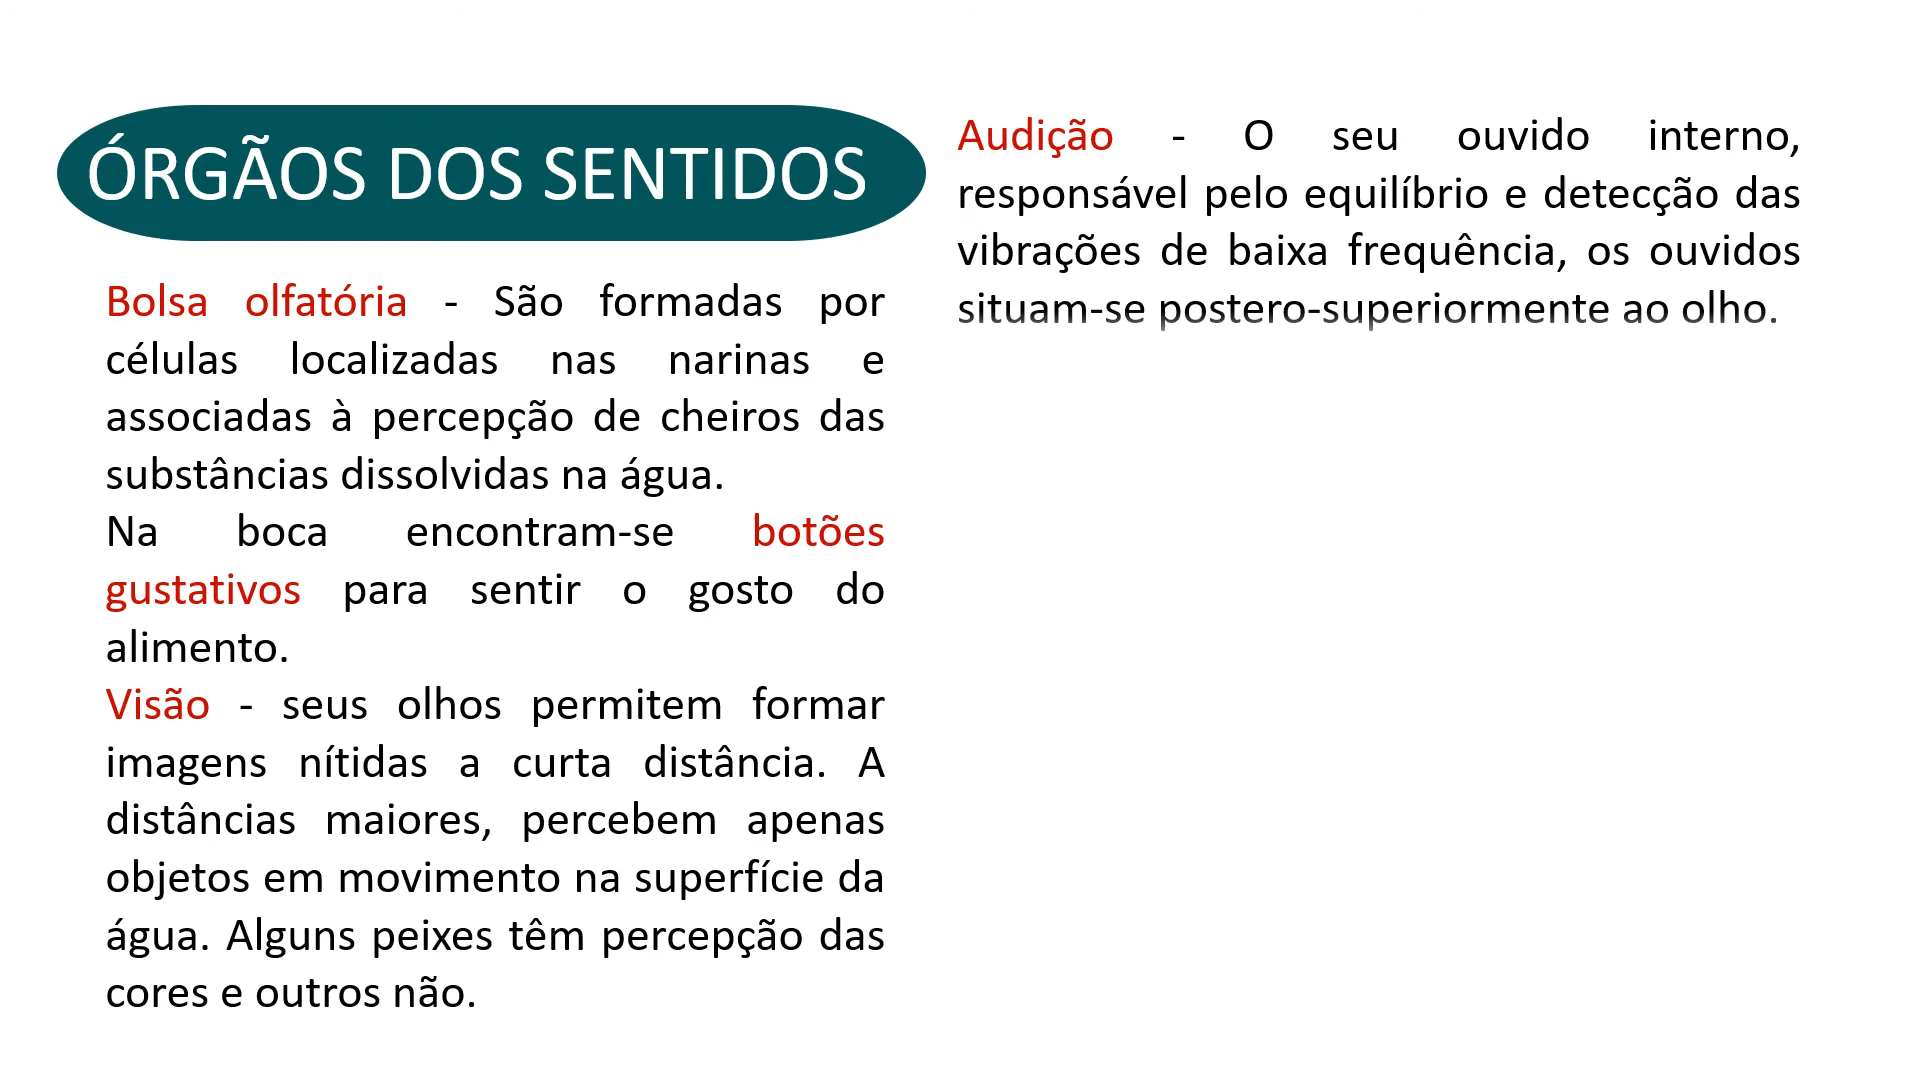 ÓRGÃOS DOS SENTIDOS
Bolsa olfatória - São formadas por
células localizadas nas narinas e
associadas à percepção de cheiros das
substâncias dissolvidas na água.
Na boca encontram-se botões
gustativos para sentir o gosto do
alimento.
Visão - seus olhos permitem formar
imagens nítidas a curta distância. A
distâncias maiores, percebem apenas
objetos em movimento na superfície da
água. Alguns peixes têm percepção das
cores e outros não.
Audição - O seu ouvido interno,
responsável pelo equilíbrio e detecção das
vibrações de baixa frequência, os ouvidos
situam-se postero-superiormente ao olho.